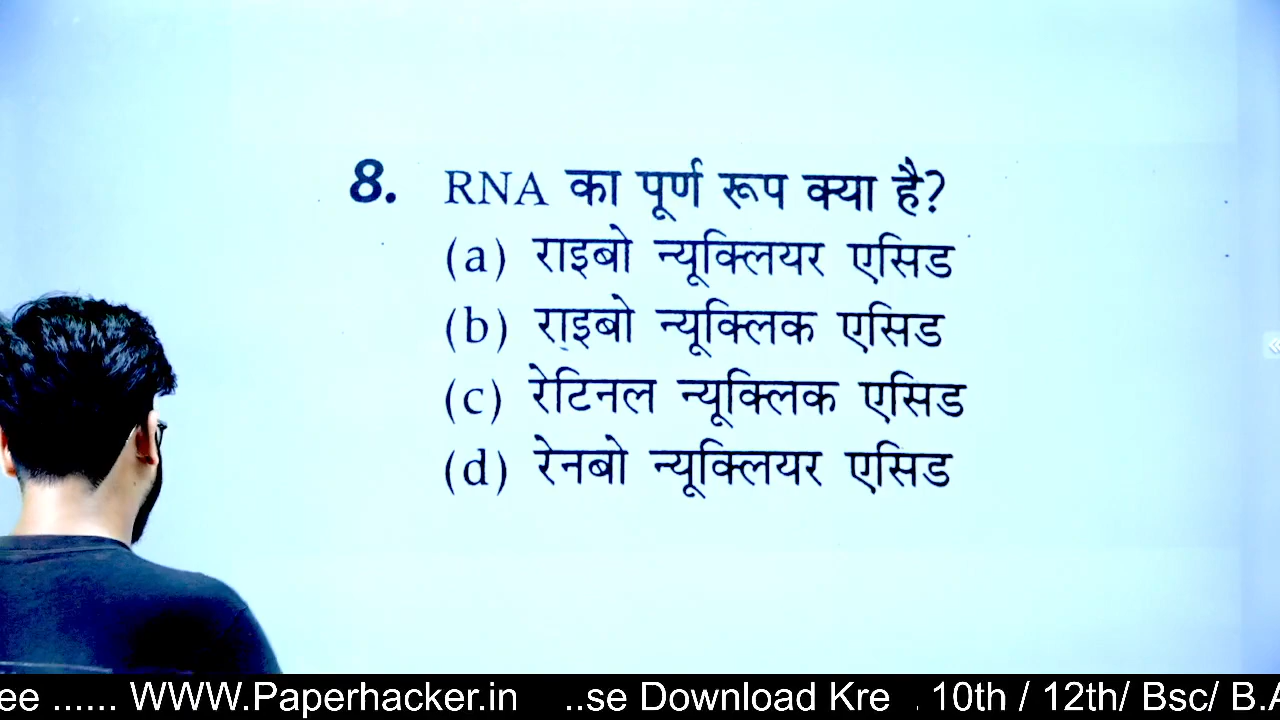 8. RNA का पूर्ण रूप क्या है?
(a) राइबो न्यूक्लियर एसिड
(b) राइबो न्यूक्लिक एसिड
(c) रेटिनल न्यूक्लिक एसिड
(d) रेनबो न्यूक्लियर एसिड
ee ...... WWW.Paperhacker.in ..se Download Kre . 10th / 12th/ Bsc/ B.A